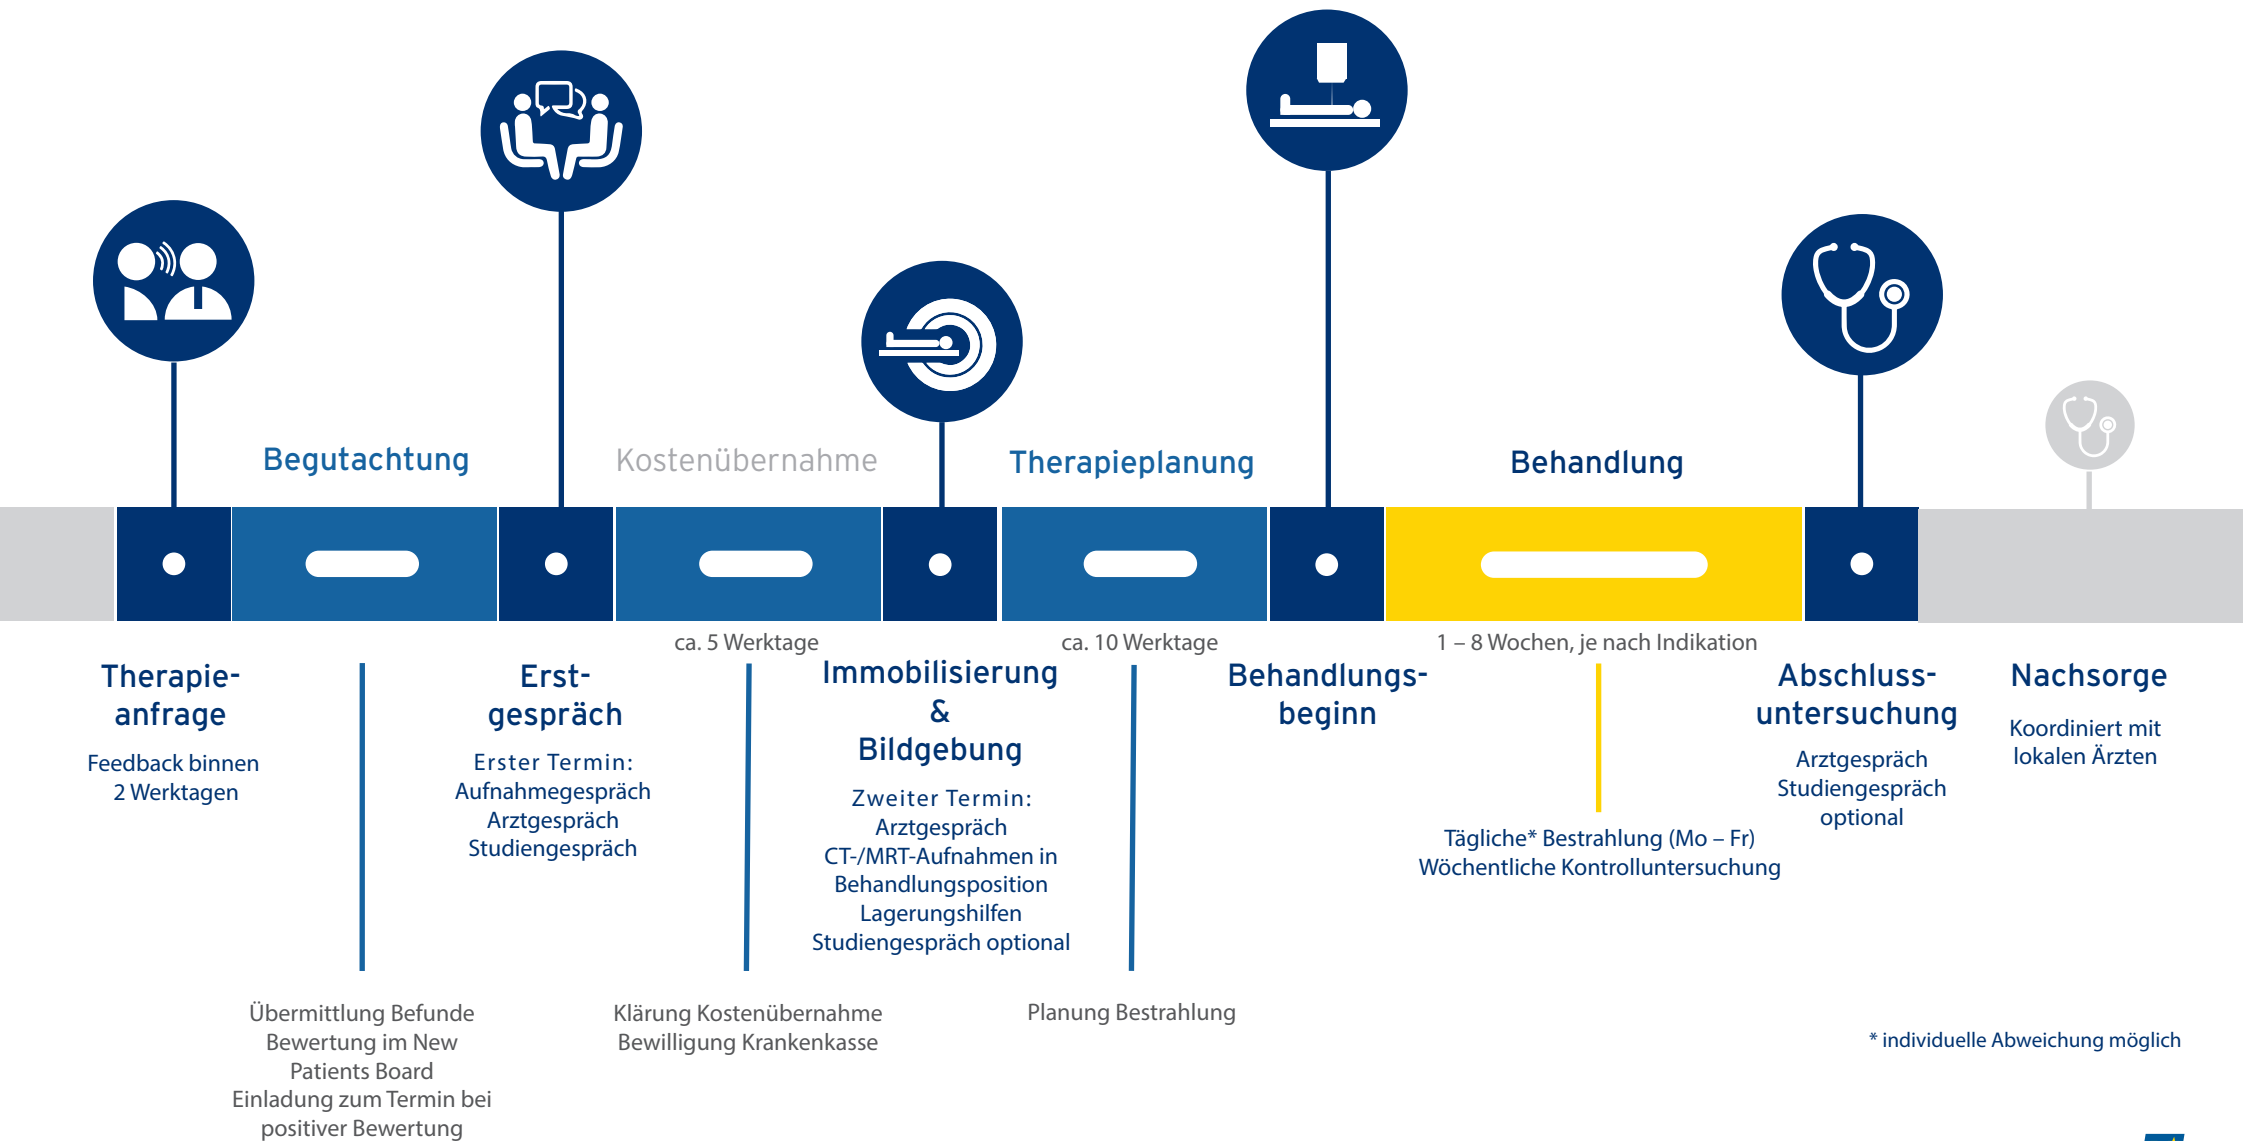 Begutachtung
Kostenübernahme
Therapieplanung
Behandlung
ca. 5 Werktage
ca. 10 Werktage
1 – 8 Wochen, je nach Indikation
Therapie-
anfrage
Feedback binnen
2 Werktagen
Übermittlung Befunde
Bewertung im New
Patients Board
Einladung zum Termin bei
positiver Bewertung
Erst-
gespräch
Erster Termin:
Aufnahmegespräch
Arztgespräch
Studiengespräch
Klärung Kostenübernahme
Bewilligung Krankenkasse
Immobilisierung
&
Bildgebung
Zweiter Termin:
Arztgespräch
CT-/MRT-Aufnahmen in
Behandlungsposition
Lagerungshilfen
Studiengespräch optional
Planung Bestrahlung
Behandlungs-
beginn
Tägliche* Bestrahlung (Mo – Fr)
Wöchentliche Kontrolluntersuchung
Abschluss-
untersuchung
Arztgespräch
Studiengespräch
optional
Nachsorge
Koordiniert mit
lokalen Ärzten
* individuelle Abweichung möglich